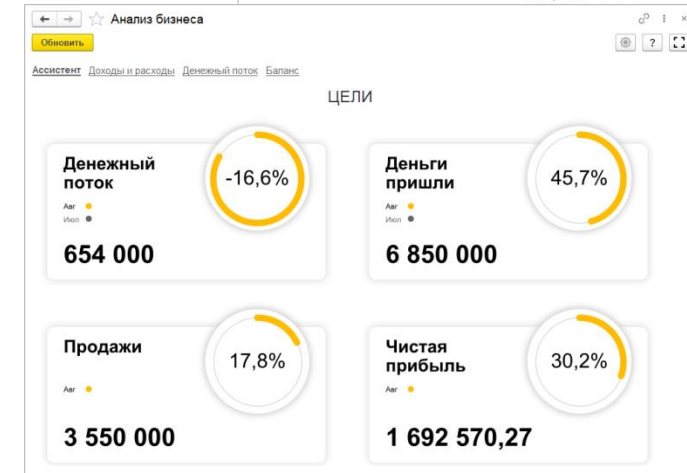 Анализ бизнеса
Обновить
?
Ассистент Доходы и расходы Денежный поток Баланс
ЦЕЛИ
Денежный
поток
Авг
Июл
-16,6%
654 000
Деньги
пришли
Авг
Июл
45,7%
6 850 000
Продажи
Авг
17,8%
3 550 000
Чистая
прибыль
Авг
30,2%
1 692 570,27